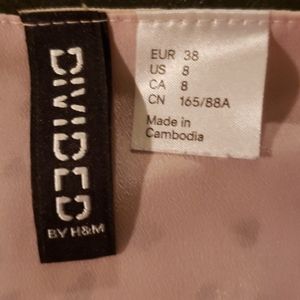 DIVIDED
BY H&M
EUR 38
US 8
CA 8
CN 165/88A
Made in
Cambodia